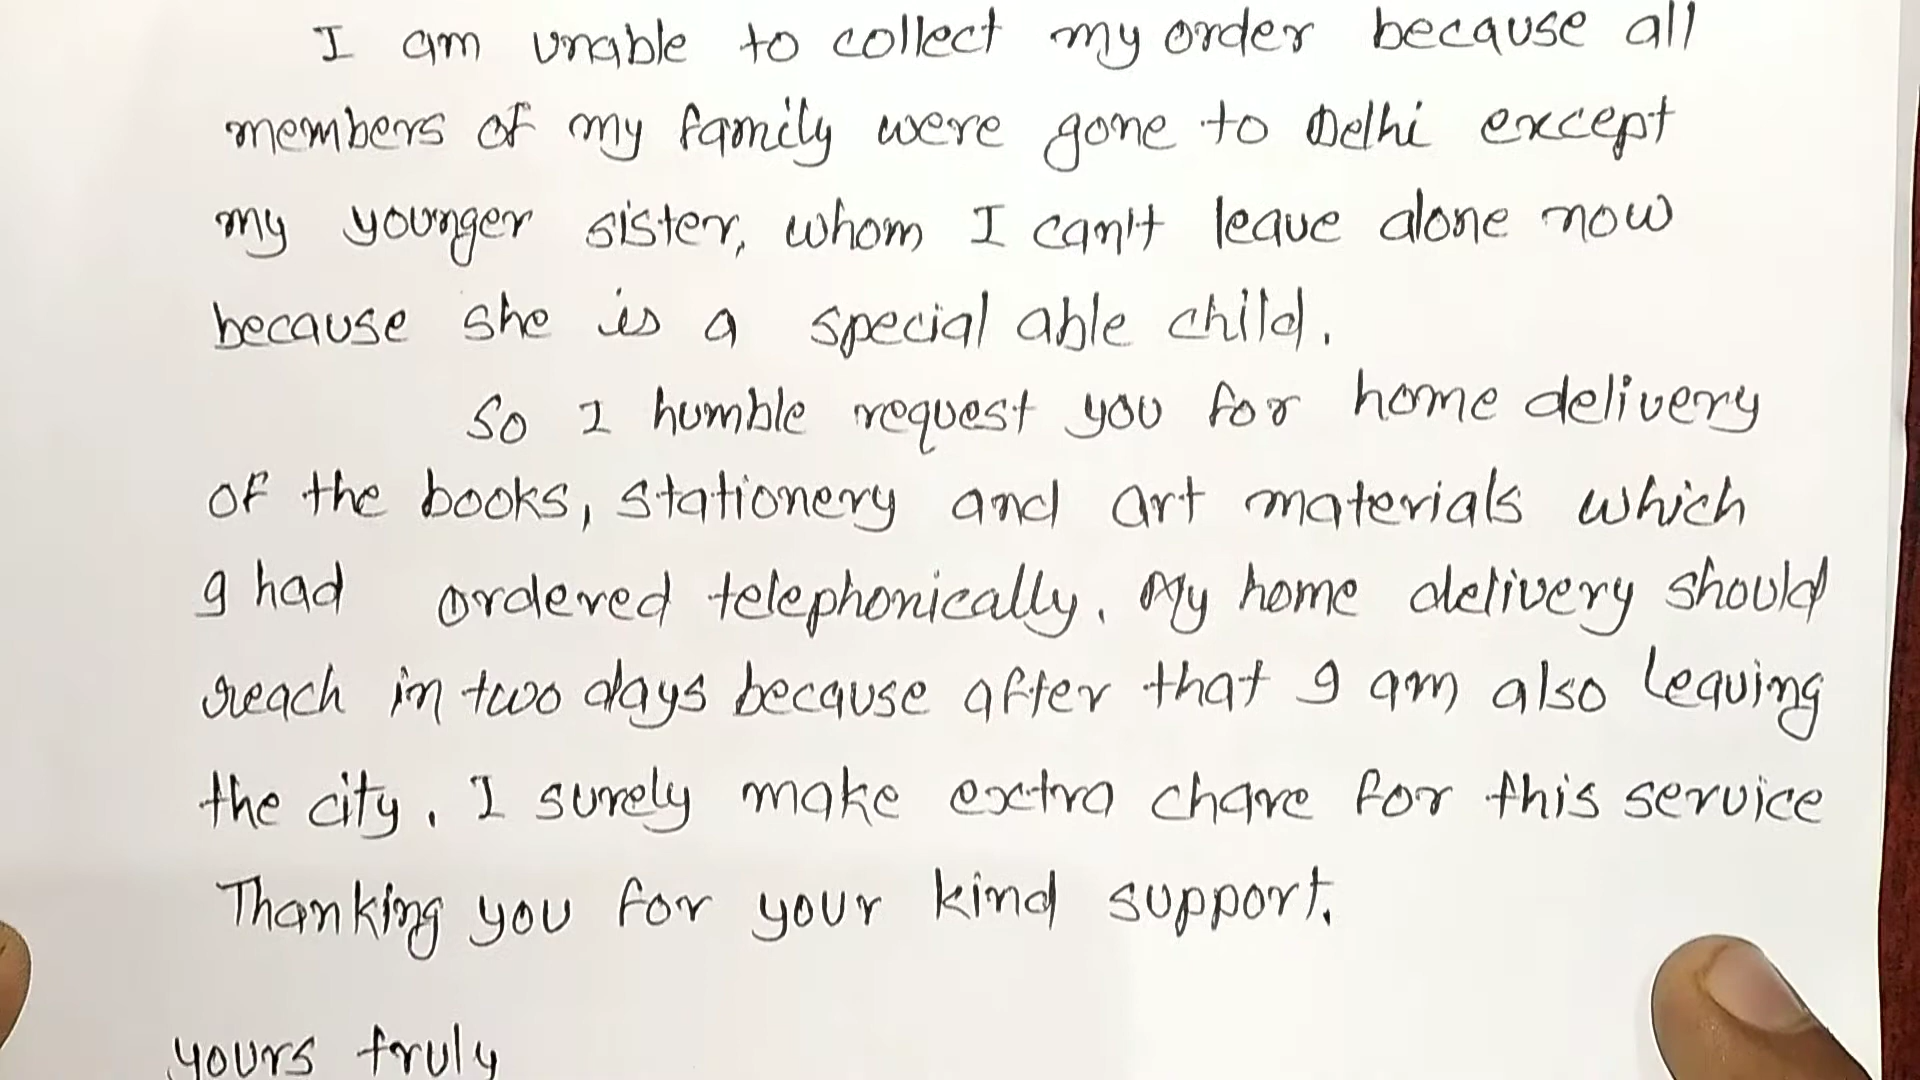 I am unable to collect my order because all
members of my family were gone to Delhi except
my younger sister, whom I can't leave alone now
because she is a special able child.
So I humble request you for home delivery
of the books, stationery and art materials which
I had ordered telephonically. My home delivery should
reach in two days because after that I am also leaving
the city. I surely make extra chare for this service
Thanking you for your kind support.
yours truly